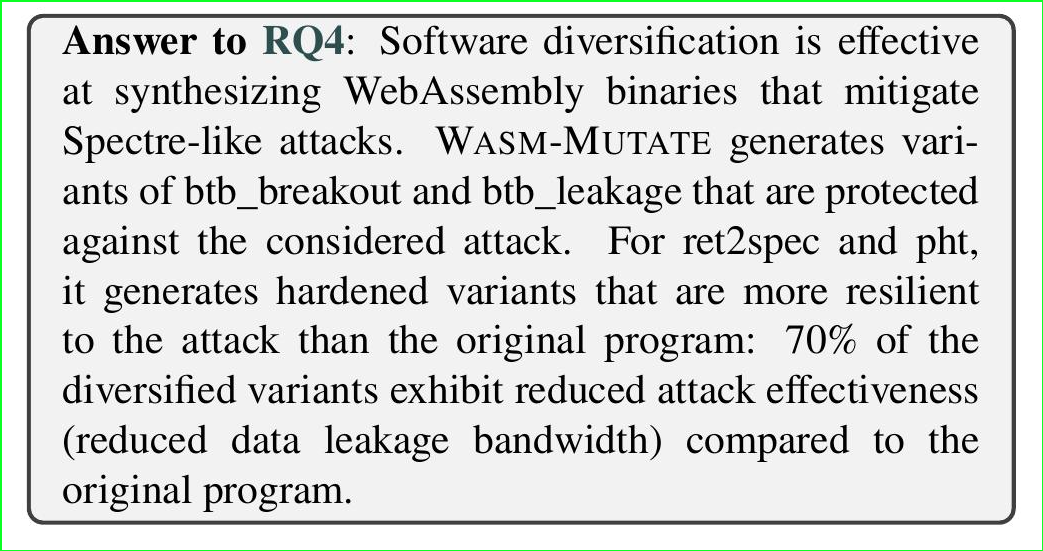 Answer to RQ4: Software diversification is effective
at synthesizing WebAssembly binaries that mitigate
Spectre-like attacks. WASM-MUTATE generates vari-
ants of btb_breakout and btb_leakage that are protected
against the considered attack. For ret2spec and pht,
it generates hardened variants that are more resilient
to the attack than the original program: 70% of the
diversified variants exhibit reduced attack effectiveness
(reduced data leakage bandwidth) compared to the
original program.